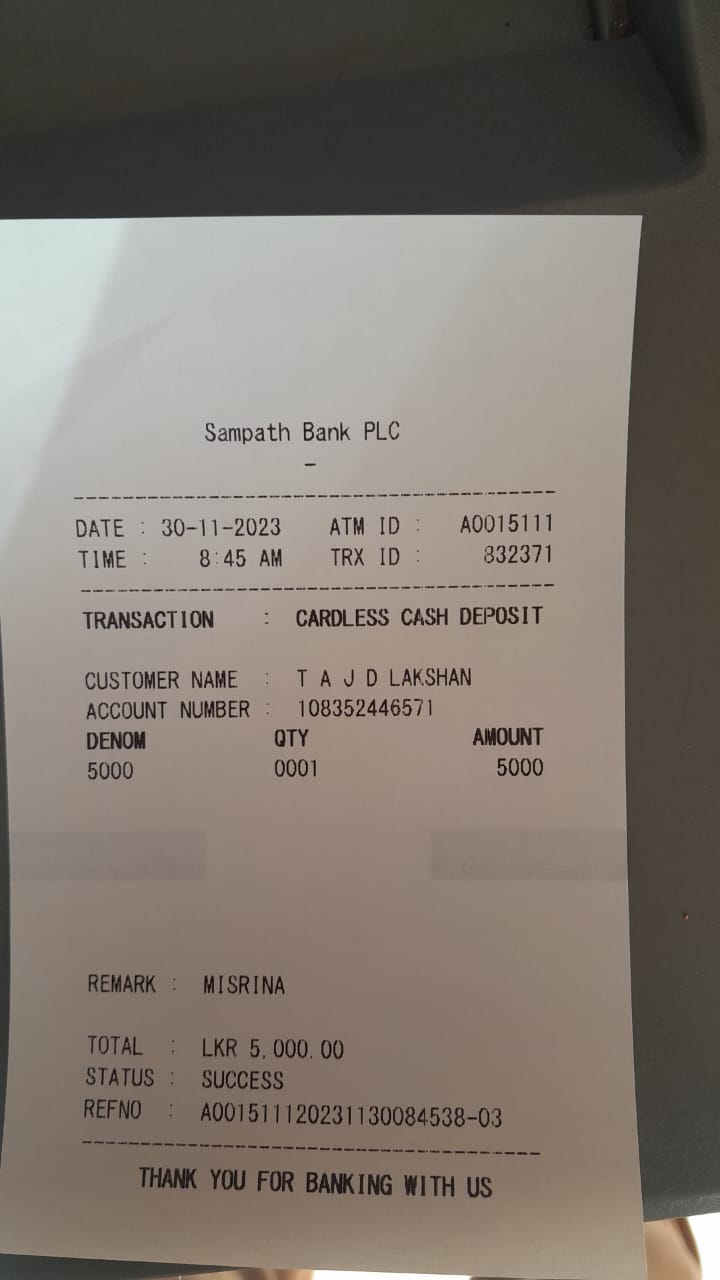 Sampath Bank PLC
-
--------------------------------------------------
DATE : 30-11-2023 ATM ID : A0015111
TIME : 8:45 AM TRX ID : 832371
--------------------------------------------------
TRANSACTION : CARDLESS CASH DEPOSIT
CUSTOMER NAME : T A J D LAKSHAN
ACCOUNT NUMBER : 108352446571
DENOM QTY AMOUNT
5000 0001 5000
REMARK : MISRINA
TOTAL : LKR 5,000.00
STATUS : SUCCESS
REFNO : A00151112023113008​4538-03
--------------------------------------------------
THANK YOU FOR BANKING WITH US